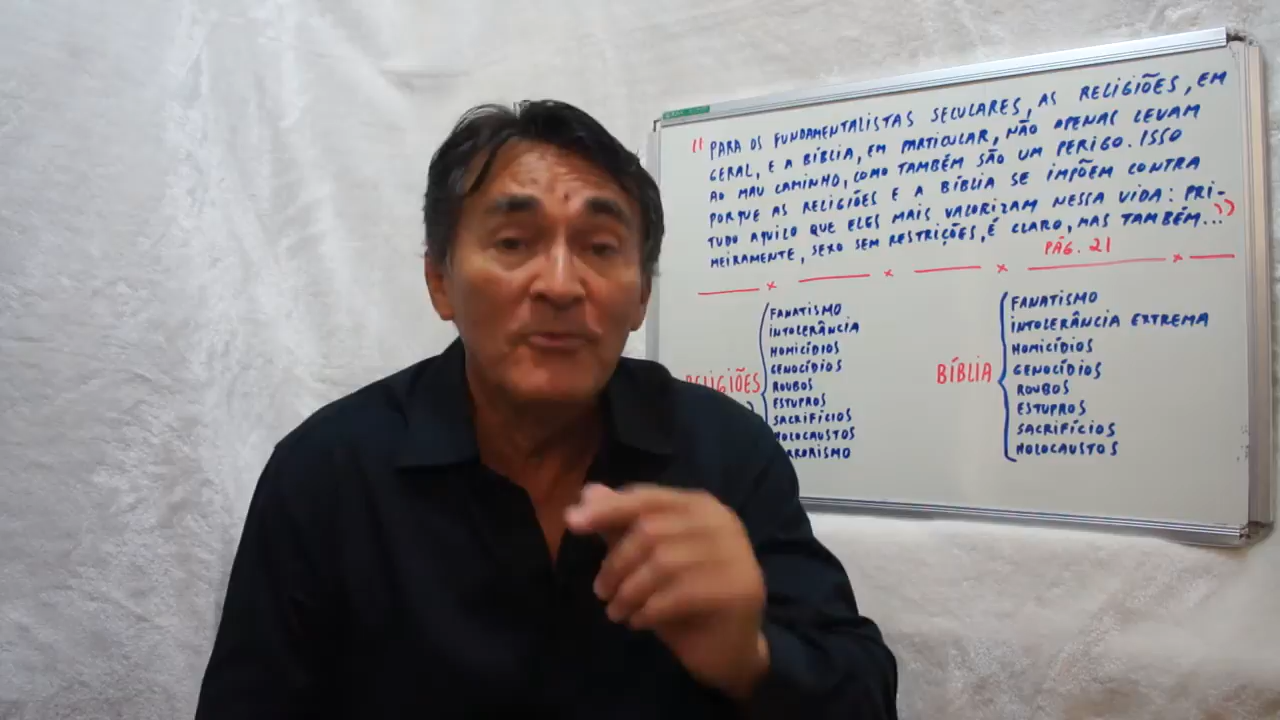 " PARA OS FUNDAMENTALISTAS SECULARES, AS RELIGIÕES, EM
GERAL, E A BÍBLIA, EM PARTICULAR, NÃO APENAS LEVAM
AO MAU CAMINHO, COMO TAMBÉM SÃO UM PERIGO. ISSO
PORQUE AS RELIGIÕES E A BÍBLIA SE IMPÕEM CONTRA
TUDO AQUILO QUE ELES MAIS VALORIZAM NESSA VIDA: PRI-
MEIRAMENTE, SEXO SEM RESTRIÇÕES, É CLARO, MAS TAMBÉM... "
PÁG. 21
RELIGIÕES
FANATISMO
INTOLERÂNCIA
HOMICÍDIOS
GENOCÍDIOS
ROUBOS
ESTUPROS
SACRIFÍCIOS
HOLOCAUSTOS
BÍBLIA
FANATISMO
INTOLERÂNCIA EXTREMA
HOMICÍDIOS
GENOCÍDIOS
ROUBOS
ESTUPROS
SACRIFÍCIOS
HOLOCAUSTOS